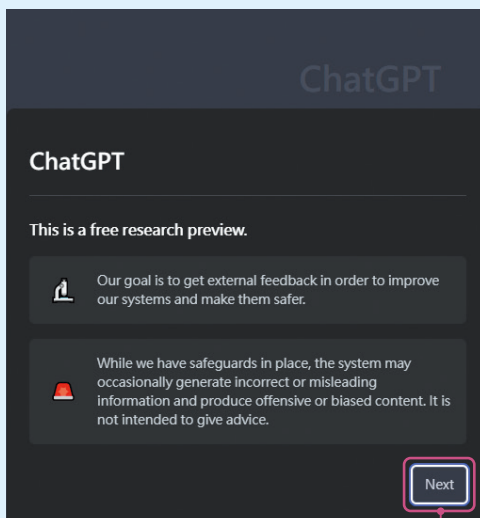 ChatGPT
ChatGPT
This is a free research preview.
Our goal is to get external feedback in order to improve
our systems and make them safer.
While we have safeguards in place, the system may
occasionally generate incorrect or misleading
information and produce offensive or biased content. It is
not intended to give advice.
Next